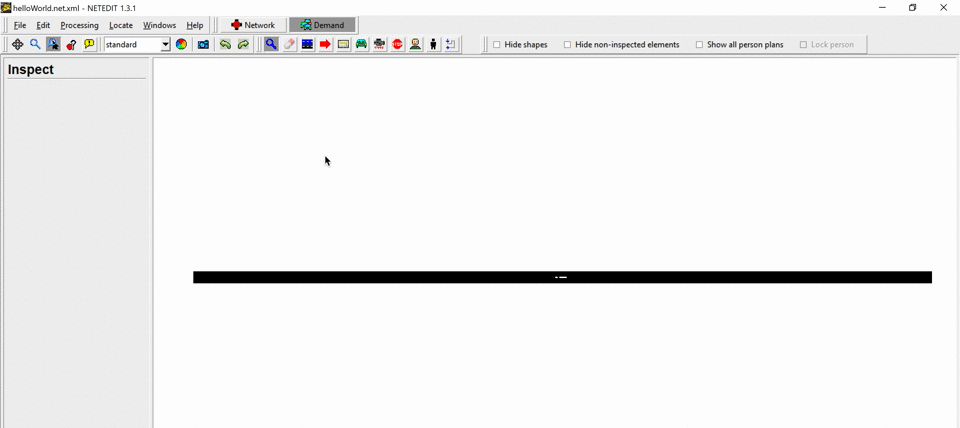 helloWorld.net.xml - NETEDIT 1.3.1
File Edit Processing Locate Windows Help Network Demand
standard Hide shapes Hide non-inspected elements Show all person plans Lock person
Inspect